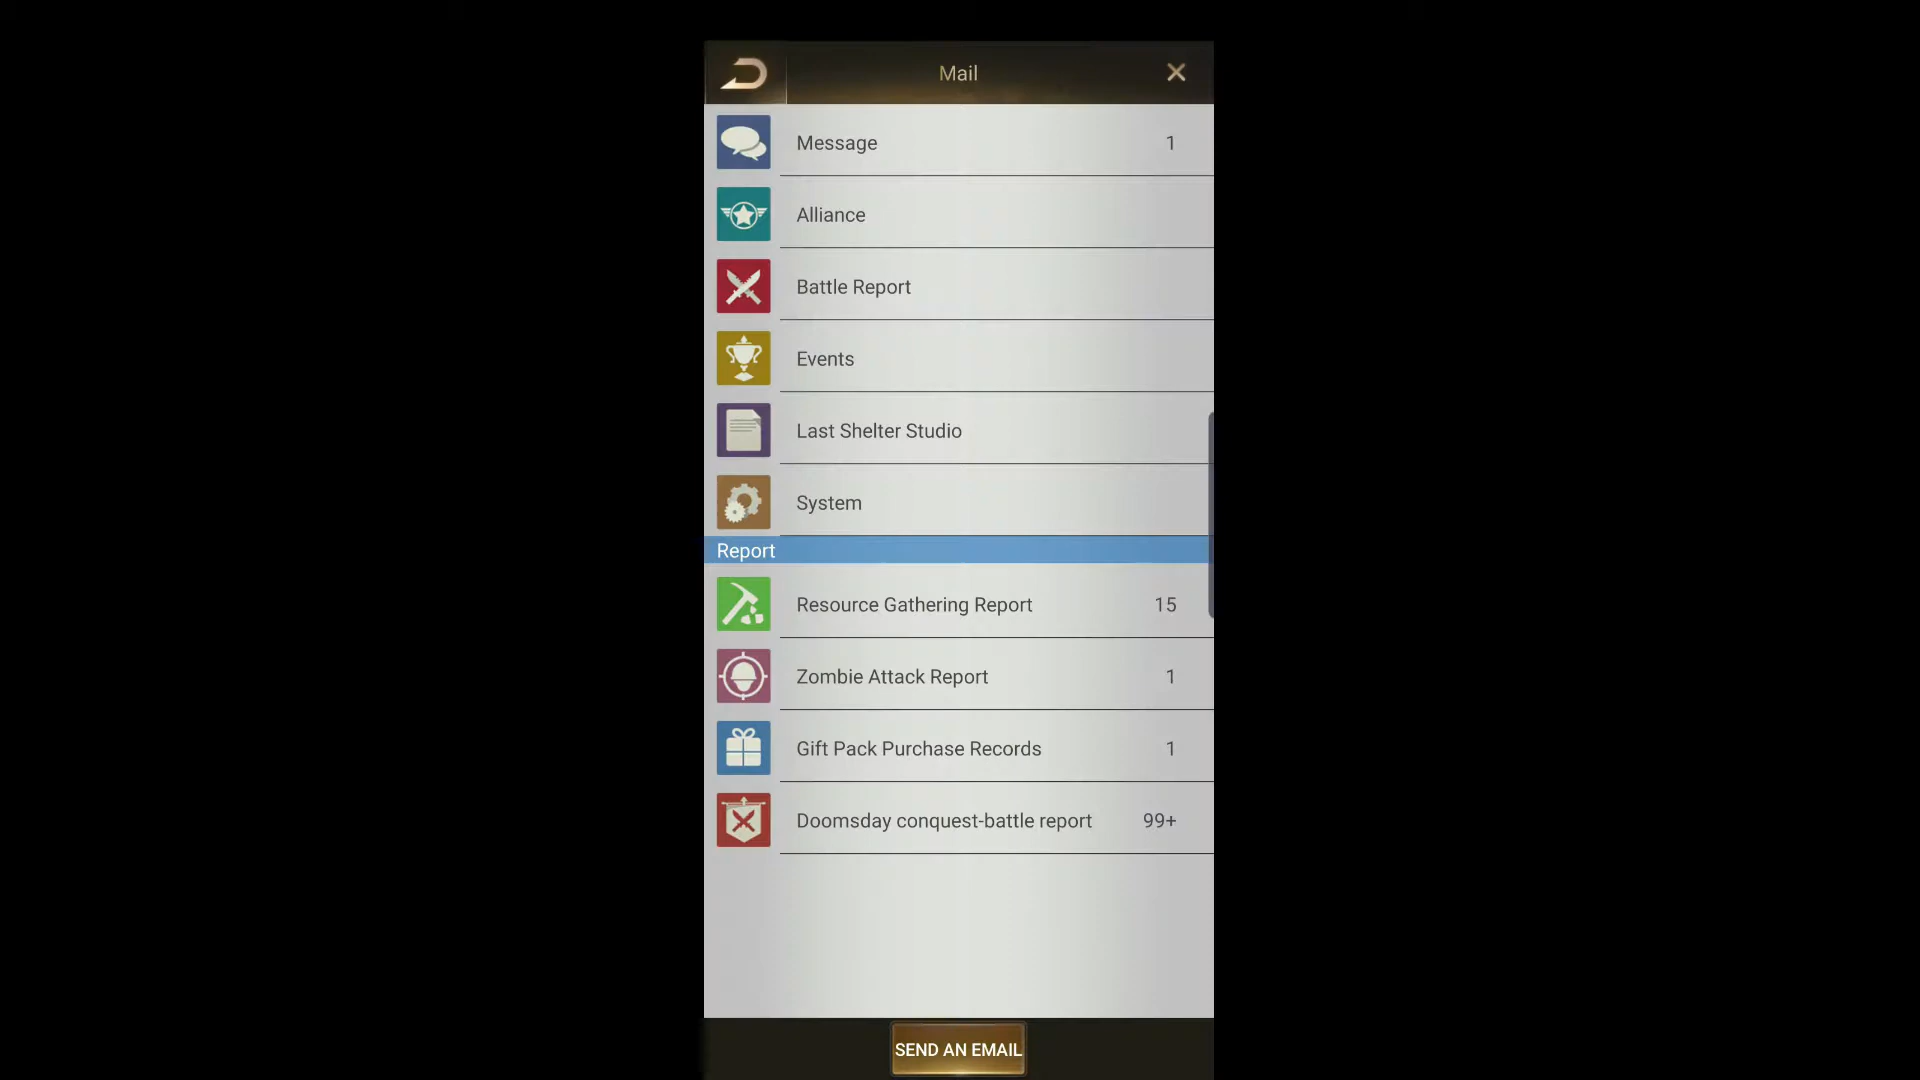 Mail
Message 1
Alliance
Battle Report
Events
Last Shelter Studio
System
Report
Resource Gathering Report 15
Zombie Attack Report 1
Gift Pack Purchase Records 1
Doomsday conquest-battle report 99+
SEND AN EMAIL